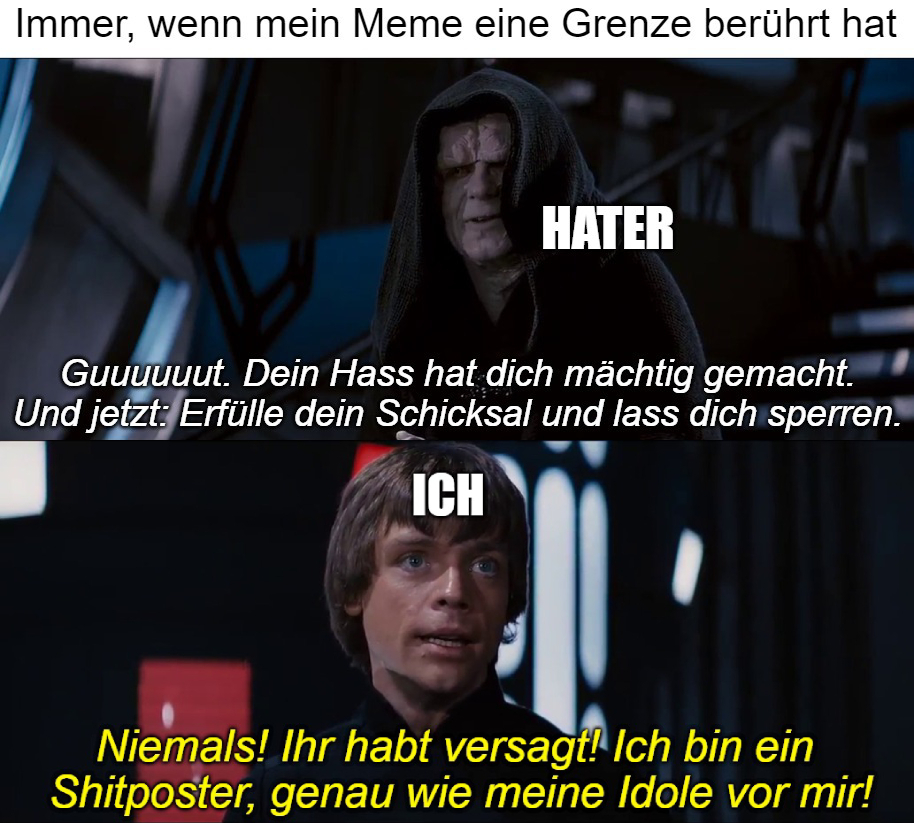 Immer, wenn mein Meme eine Grenze berührt hat
HATER
Guuuuuut. Dein Hass hat dich mächtig gemacht.
Und jetzt: Erfülle dein Schicksal und lass dich sperren.
ICH
Niemals! Ihr habt versagt! Ich bin ein
Shitposter, genau wie meine Idole vor mir!